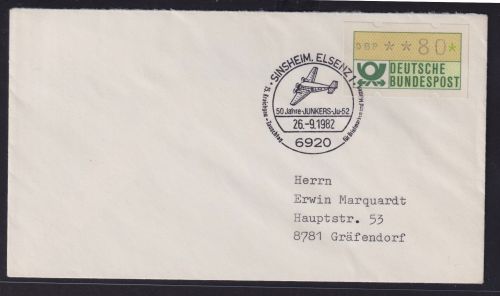 DBP **80*
DEUTSCHE
BUNDESPOST
SINSHEIM, ELSENZ 1
50 Jahre-JUNKERS-Ju-52
26.-9.1982
6920
Herrn
Erwin Marquardt
Hauptstr. 53
8781 Gräfendorf